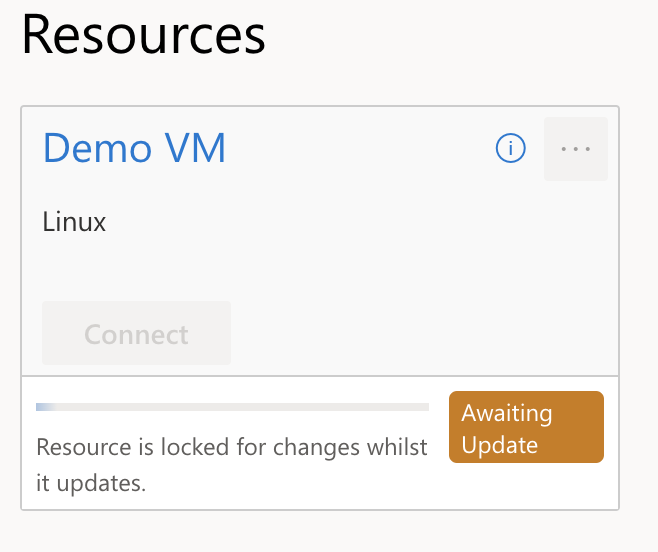 Resources
Demo VM
Linux
Connect
Resource is locked for changes whilst
it updates.
Awaiting
Update